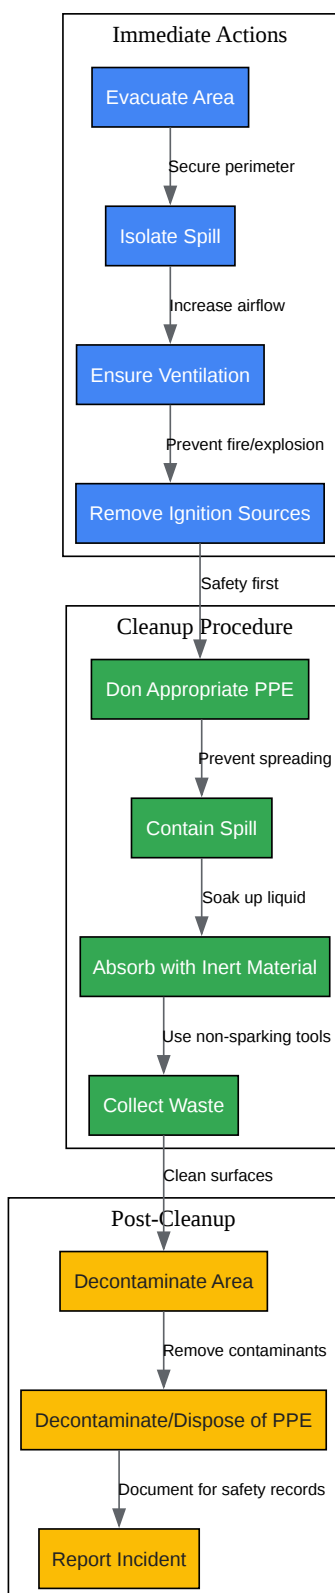 Immediate Actions
Evacuate Area
Secure perimeter
Isolate Spill
Increase airflow
Ensure Ventilation
Prevent fire/explosion
Remove Ignition Sources
Safety first
Cleanup Procedure
Don Appropriate PPE
Prevent spreading
Contain Spill
Soak up liquid
Absorb with Inert Material
Use non-sparking tools
Collect Waste
Clean surfaces
Post-Cleanup
Decontaminate Area
Remove contaminants
Decontaminate/Dispose of PPE
Document for safety records
Report Incident